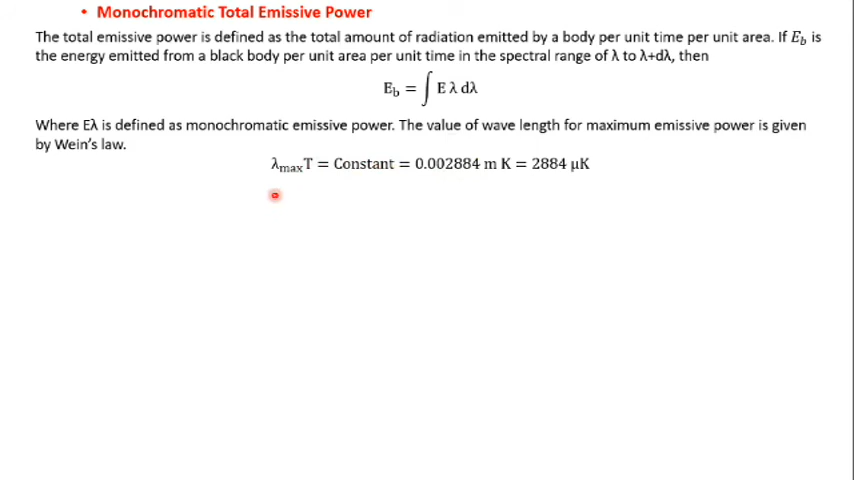 • Monochromatic Total Emissive Power
The total emissive power is defined as the total amount of radiation emitted by a body per unit time per unit area. If E_b is
the energy emitted from a black body per unit area per unit time in the spectral range of λ to λ+dλ, then
E_b = ∫ E λ dλ
Where Eλ is defined as monochromatic emissive power. The value of wave length for maximum emissive power is given
by Wein's law.
λ_max T = Constant = 0.002884 m K = 2884 μK